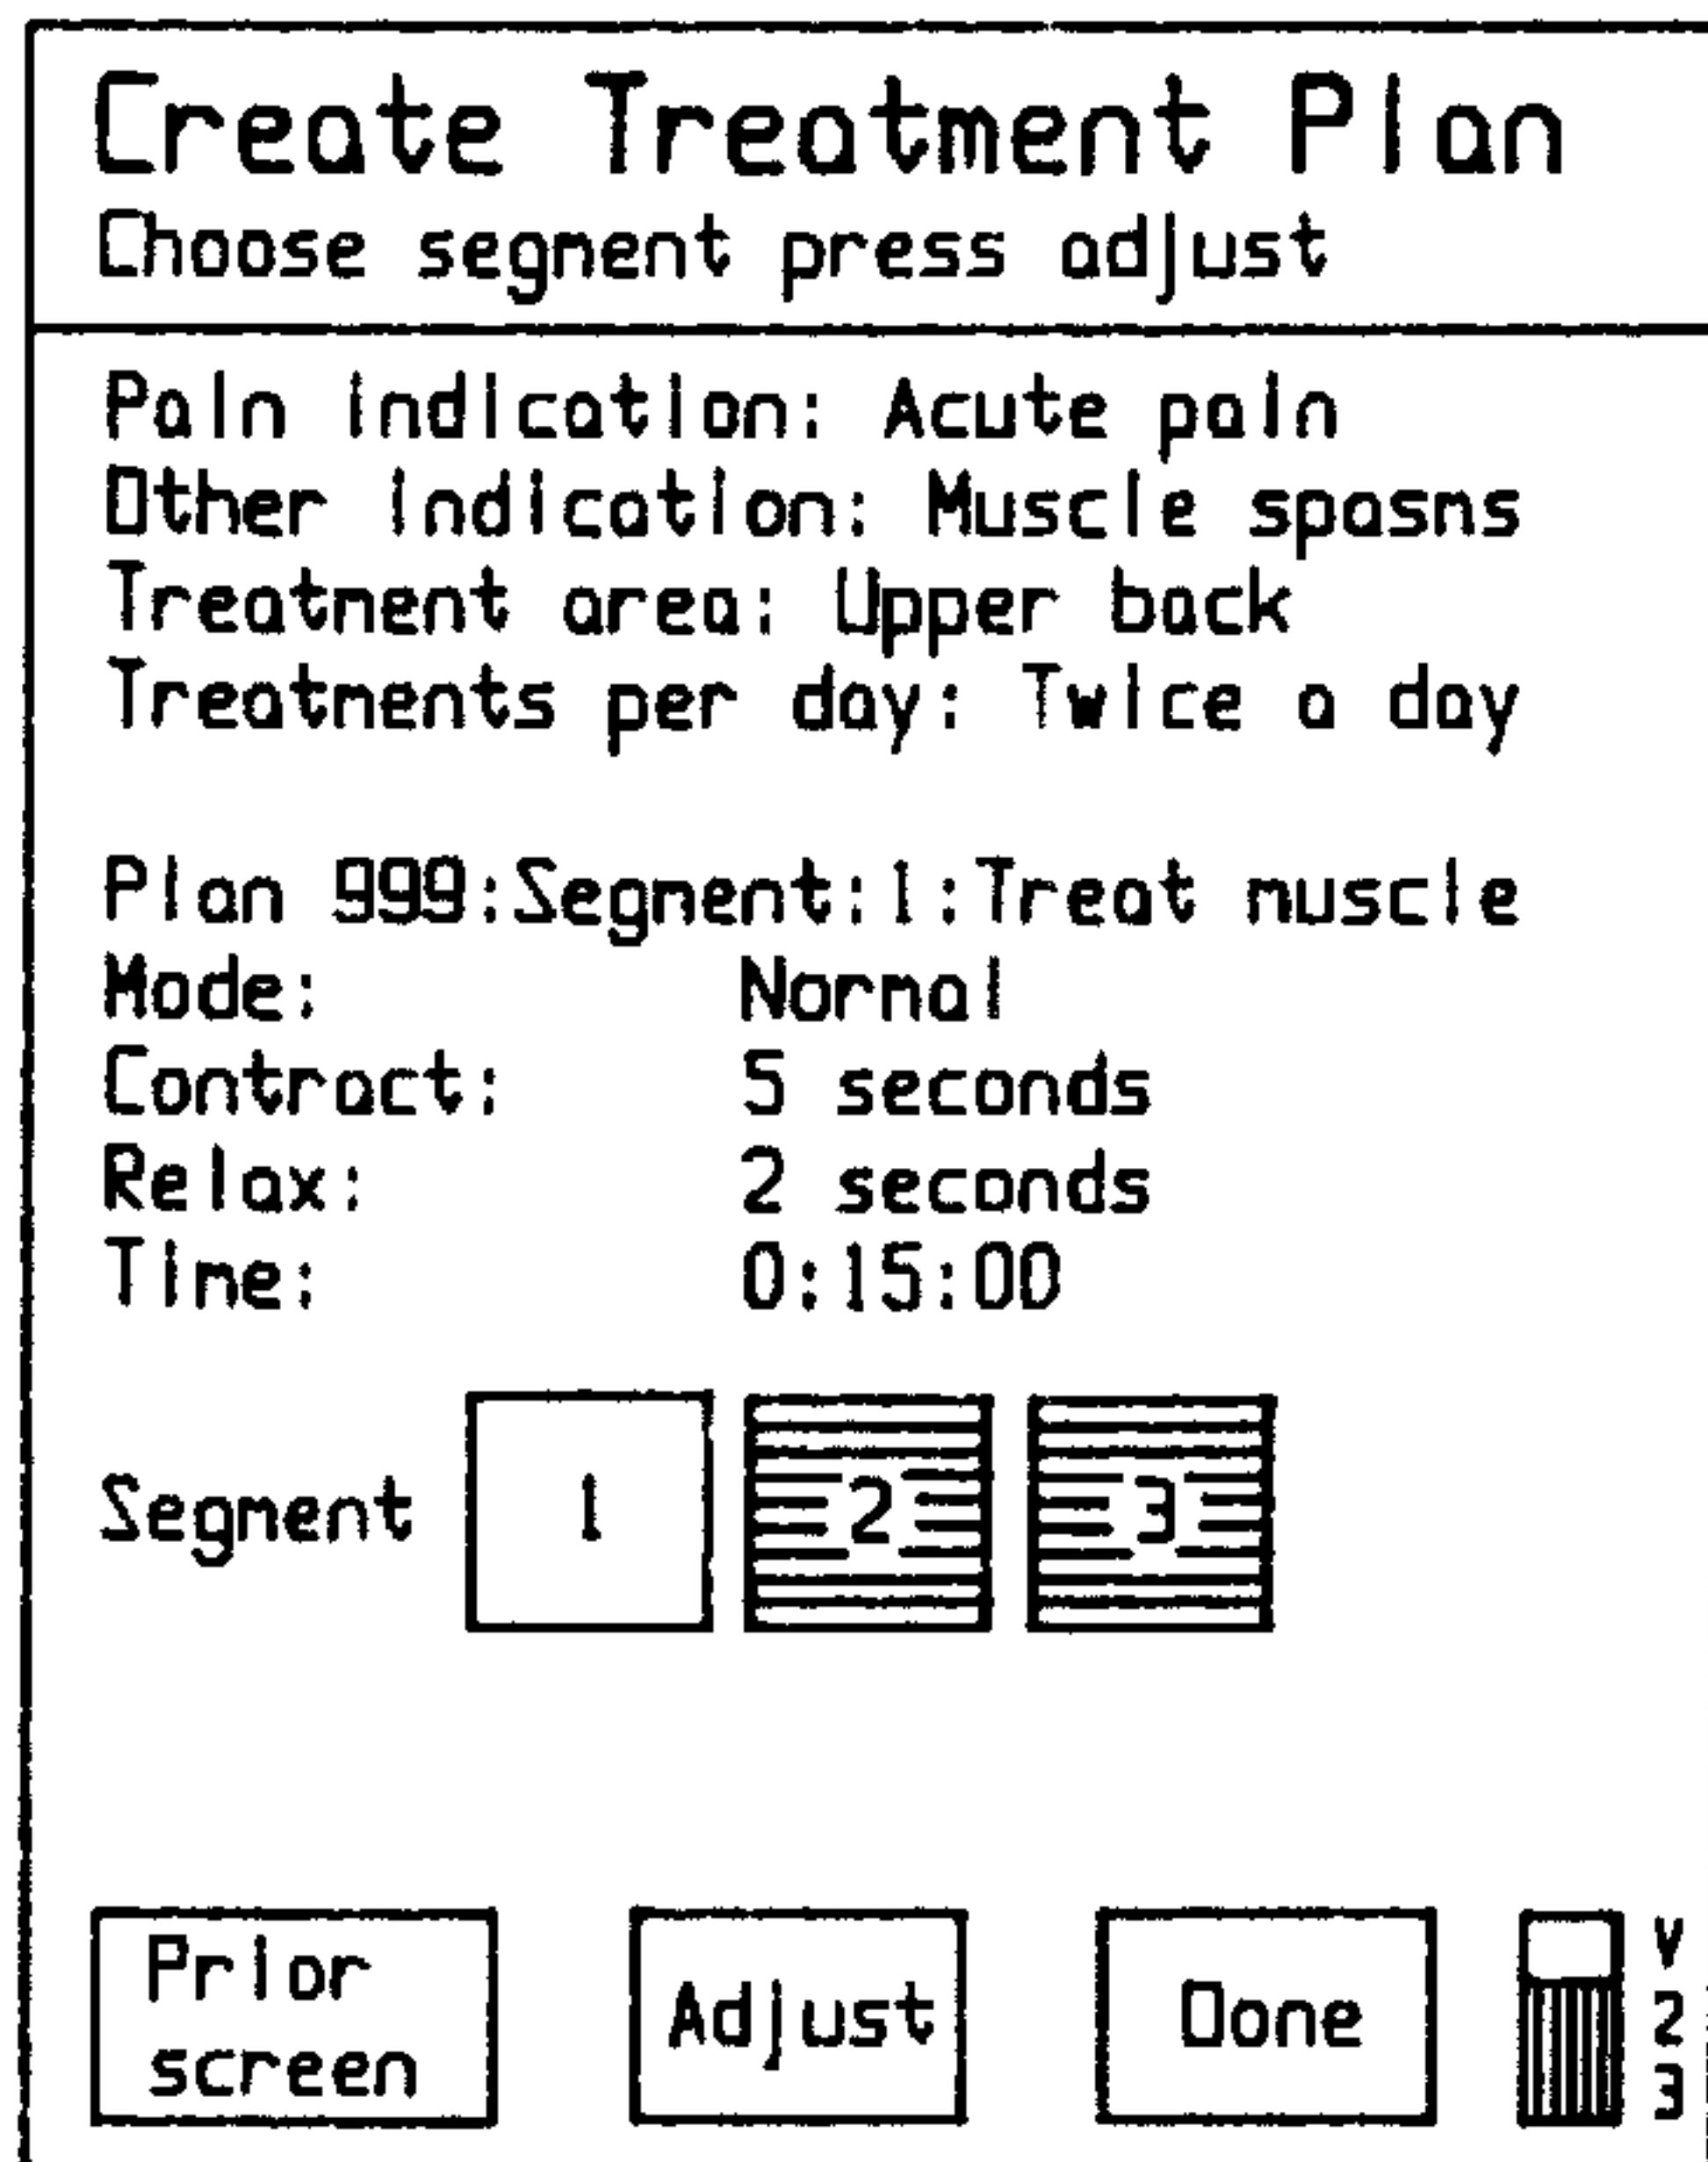 Create Treatment Plan
Choose segment press adjust
Pain indication: Acute pain
Other indication: Muscle spasms
Treatment area: Upper back
Treatments per day: Twice a day
Plan 999:Segment:1:Treat muscle
Mode: Normal
Contract: 5 seconds
Relax: 2 seconds
Time: 0:15:00
Segment 1 2 3
Prior screen Adjust Done
V
2
3